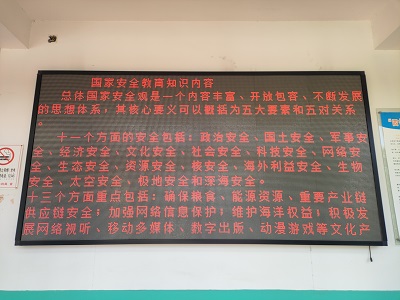 国家安全教育知识内容
总体国家安全观是一个内容丰富、开放包容、不断发展
的思想体系，其核心要义可以概括为五大要素和五对关系
。
十一个方面的安全包括：政治安全、国土安全、军事安
全、经济安全、文化安全、社会安全、科技安全、网络安
全、生态安全、资源安全、核安全、海外利益安全、生物
安全、太空安全、极地安全和深海安全。
十三个方面重点包括：确保粮食、能源资源、重要产业链
供应链安全；加强网络信息保护；维护海洋权益；积极发
展网络视听、移动多媒体、数字出版、动漫游戏等文化产